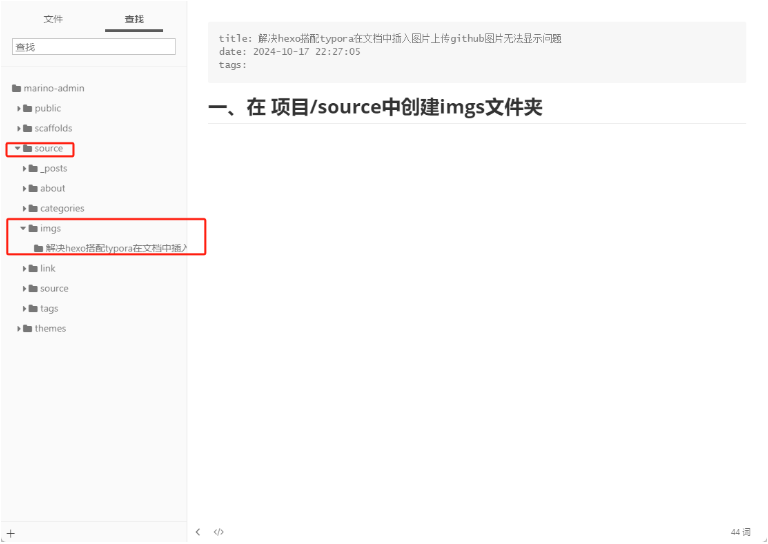 文件 查找
查找
marino-admin
public
scaffolds
source
_posts
about
categories
imgs
解决hexo搭配typora在文档中插入
link
source
tags
themes
title: 解决hexo搭配typora在文档中插入图片上传github图片无法显示问题
date: 2024-10-17 22:27:05
tags:
一、在 项目/source中创建imgs文件夹
+
< </>
44 词